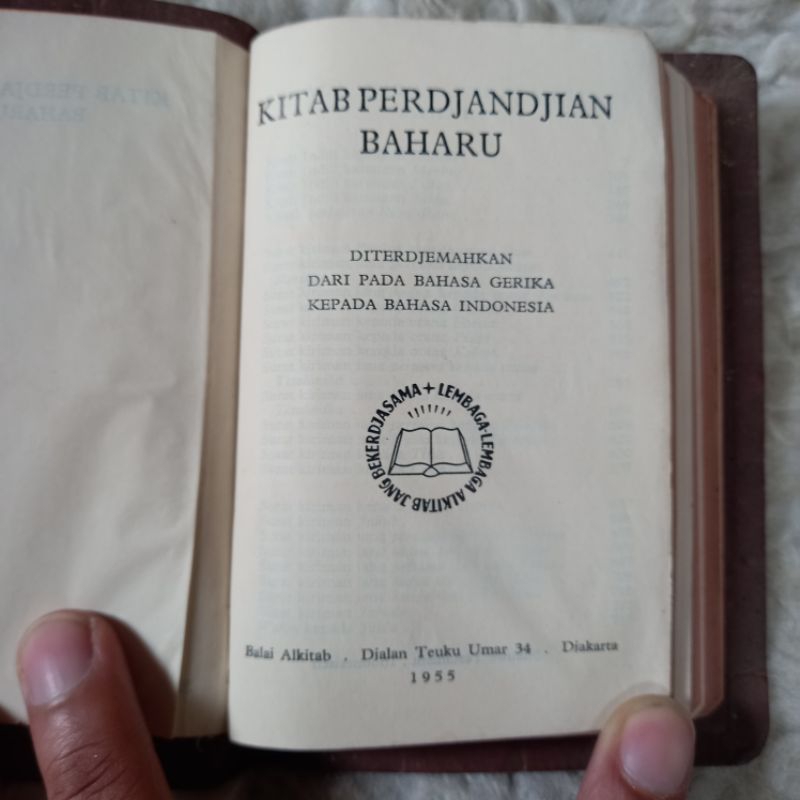 KITAB PERDJANDJIAN
BAHARU
DITERDJEMAHKAN
DARI PADA BAHASA GERIKA
KEPADA BAHASA INDONESIA
LEMBAGA-LEMBAGA ALKITAB JANG BEKERDJASAMA +
Balai Alkitab . Djalan Teuku Umar 34 . Djakarta
1955